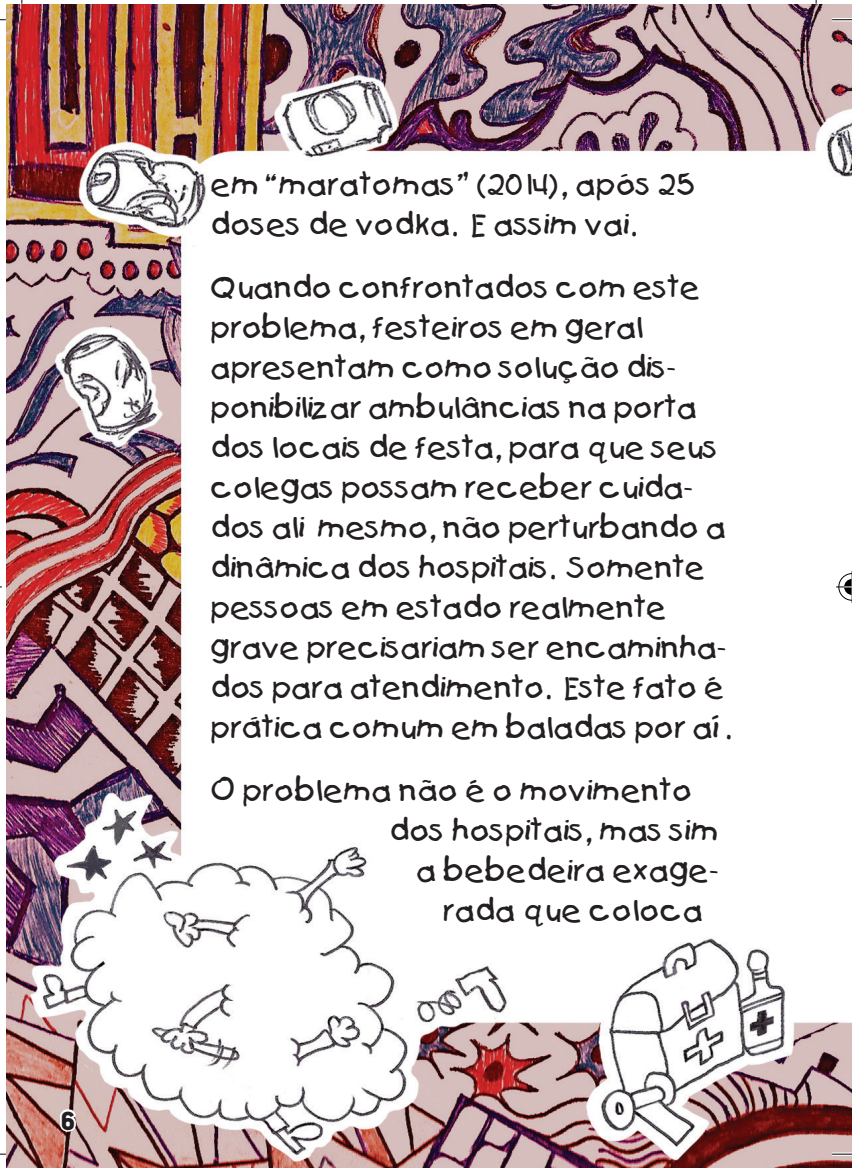 em “maratomas” (2014), após 25
doses de vodka. E assim vai.
Quando confrontados com este
problema, festeiros em geral
apresentam como solução dis-
ponibilizar ambulâncias na porta
dos locais de festa, para que seus
colegas possam receber cuida-
dos ali mesmo, não perturbando a
dinâmica dos hospitais. Somente
pessoas em estado realmente
grave precisariam ser encaminha-
dos para atendimento. Este fato é
prática comum em baladas por aí.
O problema não é o movimento
dos hospitais, mas sim
a bebedeira exage-
rada que coloca
6